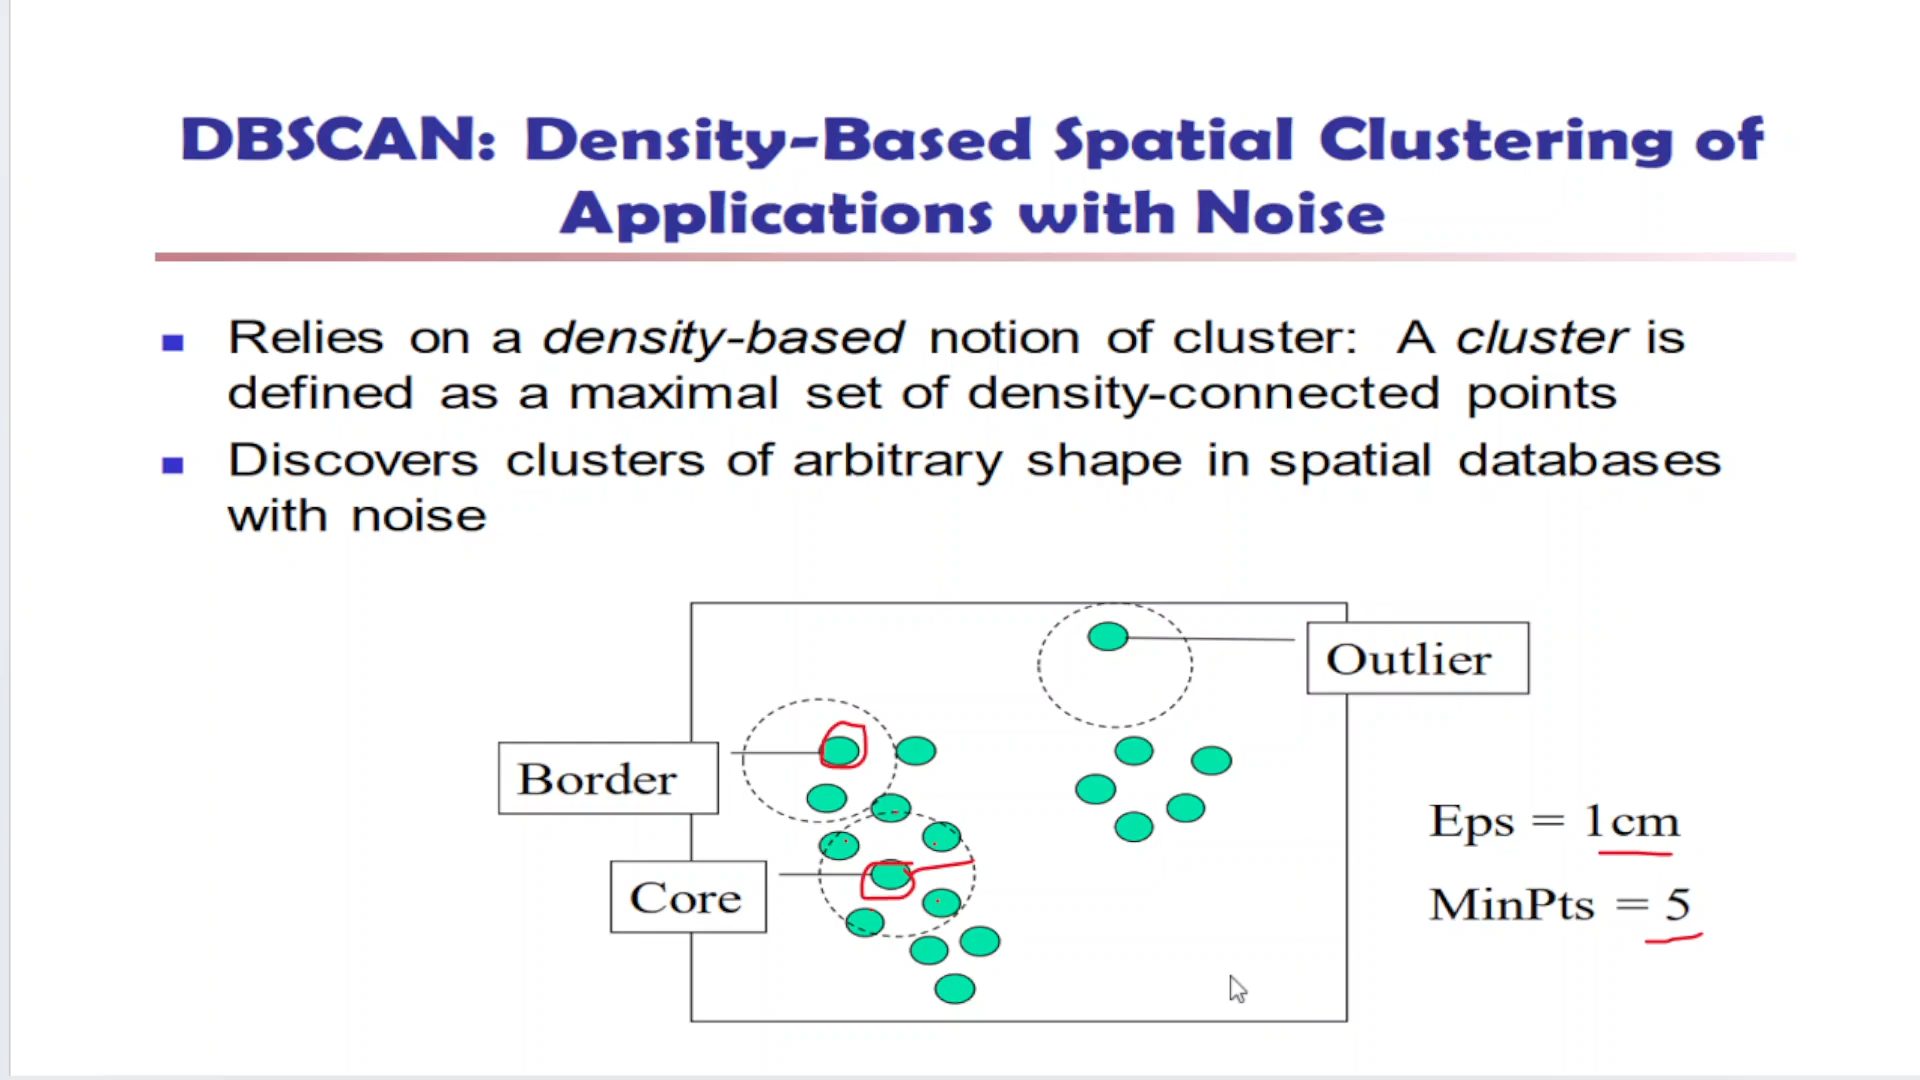 DBSCAN: Density-Based Spatial Clustering of
Applications with Noise
Relies on a density-based notion of cluster: A cluster is
defined as a maximal set of density-connected points
Discovers clusters of arbitrary shape in spatial databases
with noise
Outlier
Border
Core
Eps = 1cm
MinPts = 5